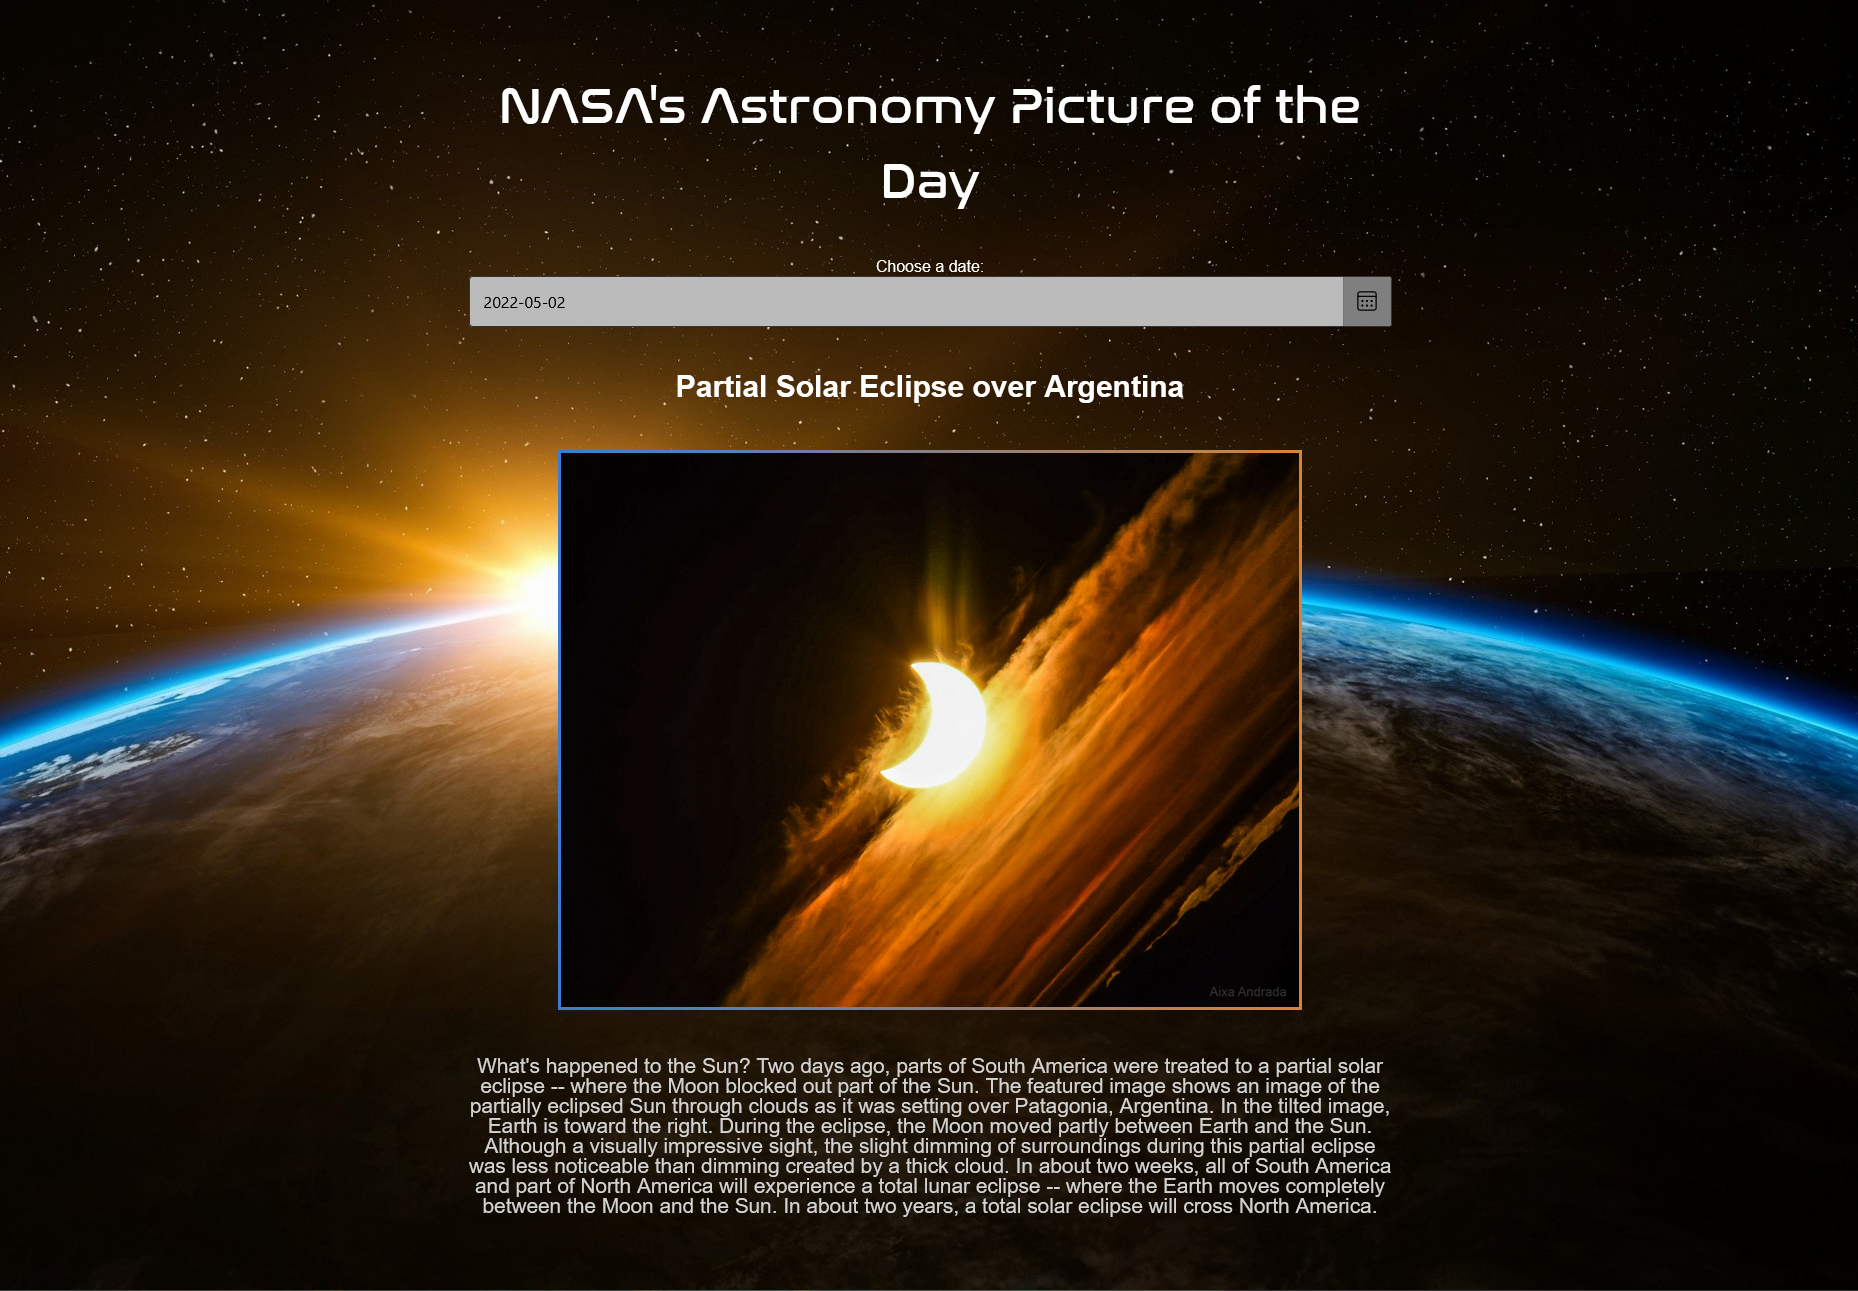 NASA's Astronomy Picture of the
Day
Choose a date:
2022-05-02
Partial Solar Eclipse over Argentina
Aixa Andrada
What's happened to the Sun? Two days ago, parts of South America were treated to a partial solar
eclipse -- where the Moon blocked out part of the Sun. The featured image shows an image of the
partially eclipsed Sun through clouds as it was setting over Patagonia, Argentina. In the tilted image,
Earth is toward the right. During the eclipse, the Moon moved partly between Earth and the Sun.
Although a visually impressive sight, the slight dimming of surroundings during this partial eclipse
was less noticeable than dimming created by a thick cloud. In about two weeks, all of South America
and part of North America will experience a total lunar eclipse -- where the Earth moves completely
between the Moon and the Sun. In about two years, a total solar eclipse will cross North America.